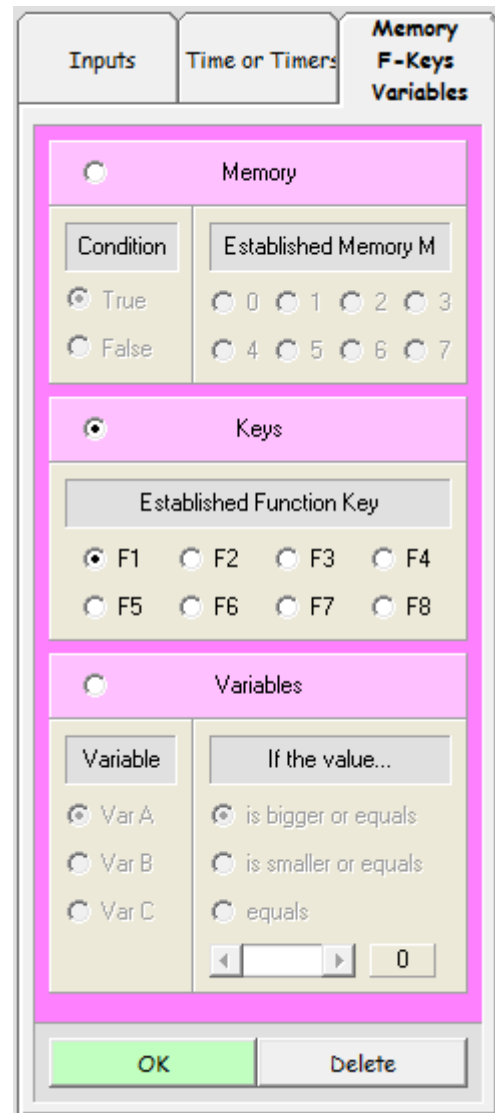 Inputs
Time or Timers
Memory
F-Keys
Variables
Memory
Condition
Established Memory M
True
0 1 2 3
False
4 5 6 7
Keys
Established Function Key
F1 F2 F3 F4
F5 F6 F7 F8
Variables
Variable
If the value...
Var A
is bigger or equals
Var B
is smaller or equals
Var C
equals
0
OK
Delete